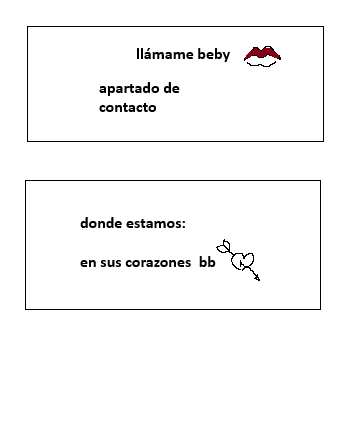 llámame beby
apartado de
contacto
donde estamos:
en sus corazones bb